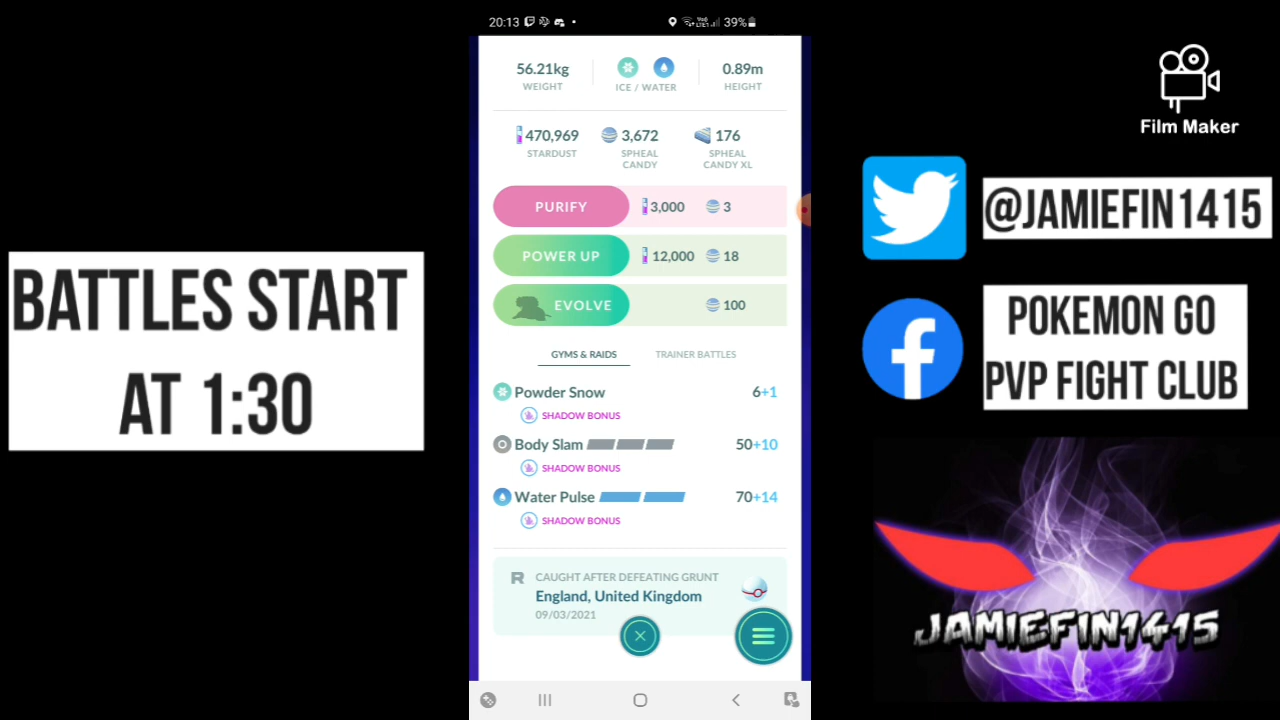 BATTLES START
AT 1:30
20:13
39%
56.21kg
WEIGHT
ICE / WATER
0.89m
HEIGHT
470,969
STARDUST
3,672
SPHEAL
CANDY
176
SPHEAL
CANDY XL
PURIFY 3,000 3
POWER UP 12,000 18
EVOLVE 100
GYMS & RAIDS TRAINER BATTLES
Powder Snow 6+1
SHADOW BONUS
Body Slam 50+10
SHADOW BONUS
Water Pulse 70+14
SHADOW BONUS
R CAUGHT AFTER DEFEATING GRUNT
England, United Kingdom
09/03/2021
Film Maker
@JAMIEFIN1415
POKEMON GO
PVP FIGHT CLUB
JAMIEFIN1415